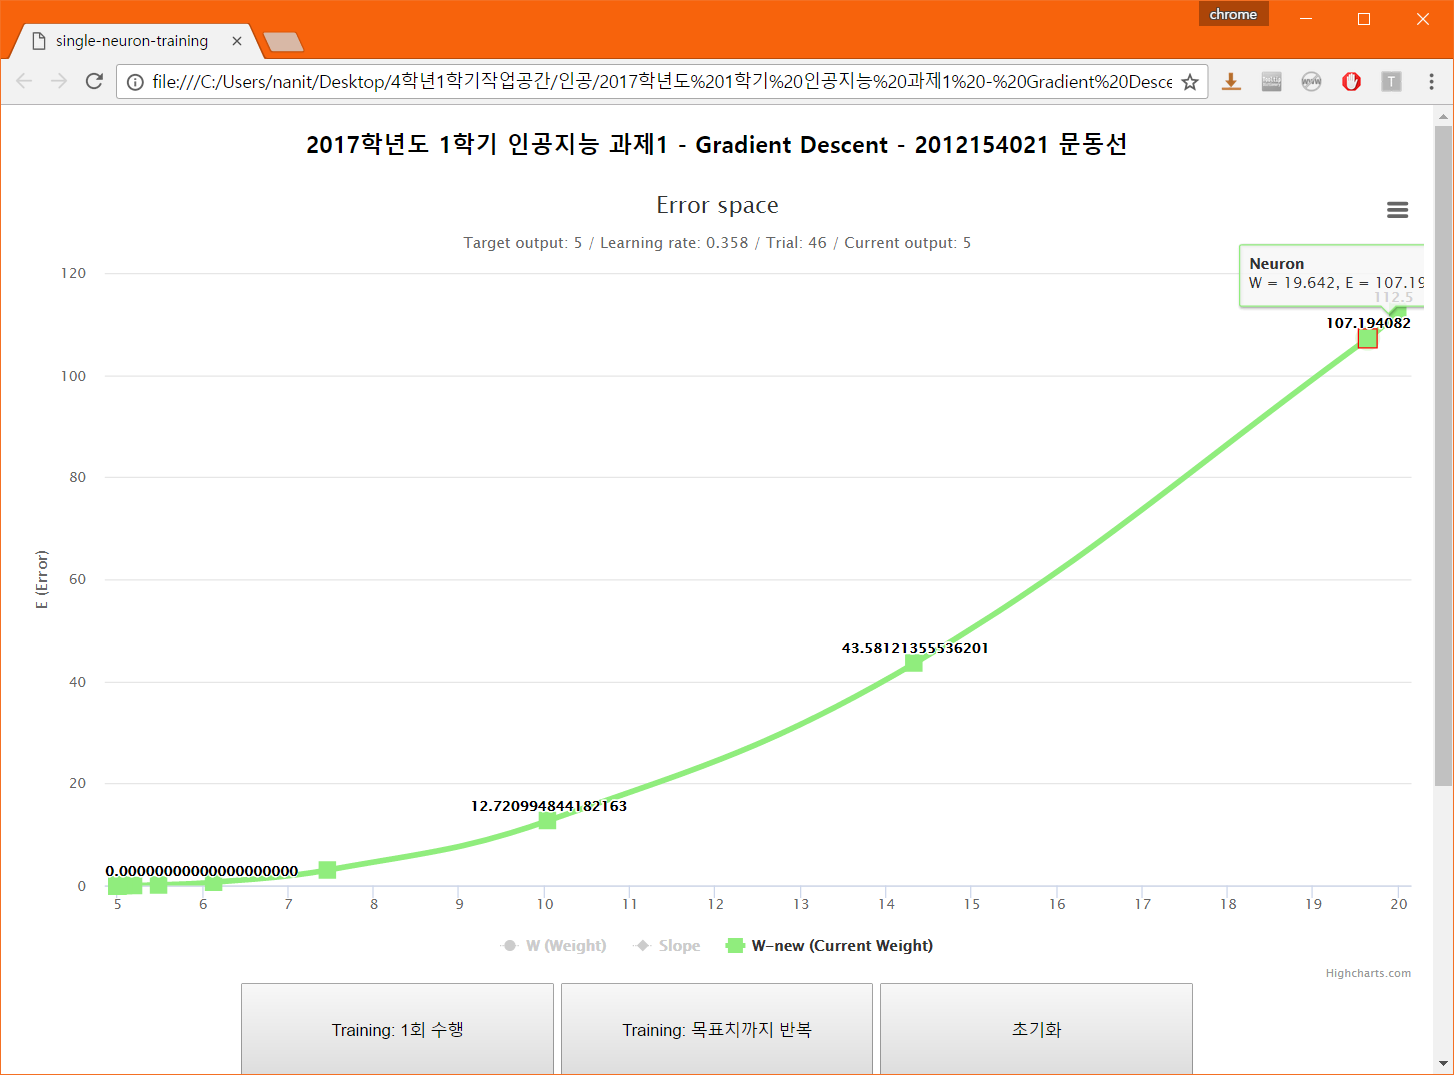 chrome
single-neuron-training
file:///C:/Users/nanit/Desktop/4학년1학기작업공간/인공/2017학년도%201학기%20인공지능%20과제1%20-%20Gradient%20Desce
T
2017학년도 1학기 인공지능 과제1 - Gradient Descent - 2012154021 문동선
Error space
Target output: 5 / Learning rate: 0.358 / Trial: 46 / Current output: 5
Neuron
W = 19.642, E = 107.19
112.5
107.194082
43.58121355536201
12.720994844182163
0.00000000000000000000
E (Error)
120
100
80
60
40
20
0
5 6 7 8 9 10 11 12 13 14 15 16 17 18 19 20
W (Weight) Slope W-new (Current Weight)
Highcharts.com
Training: 1회 수행 Training: 목표치까지 반복 초기화